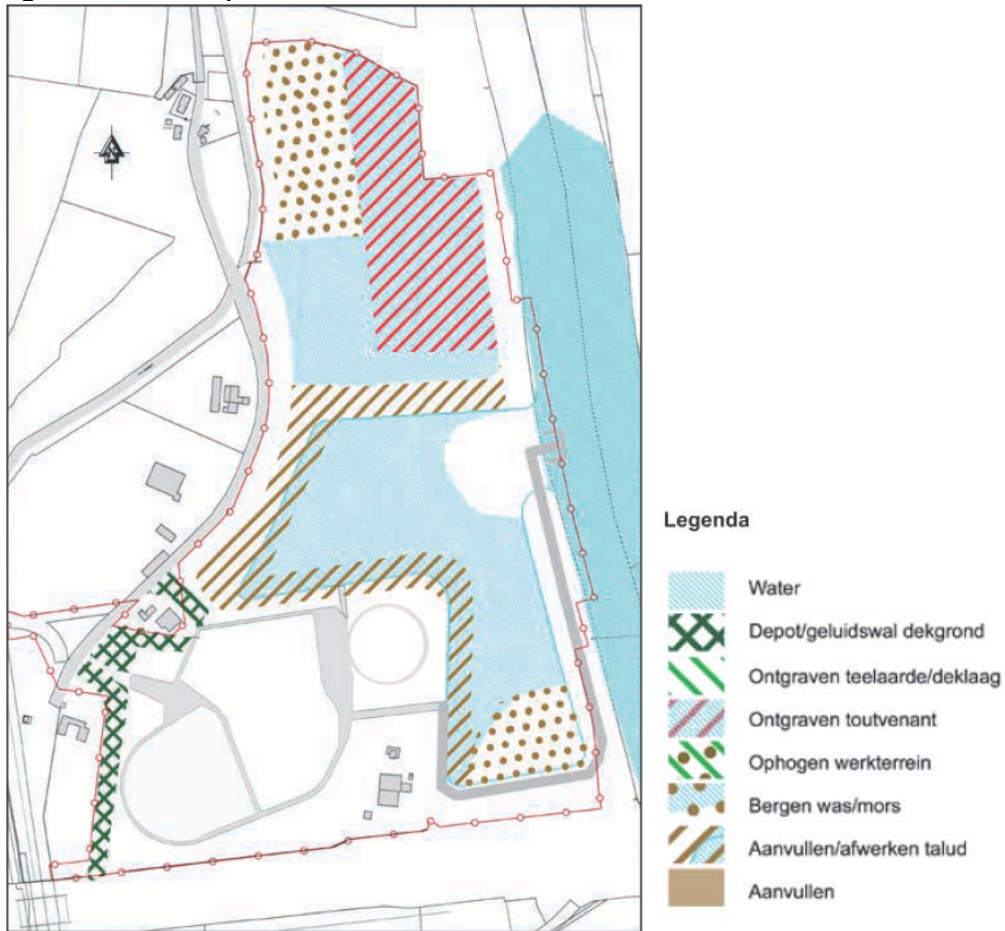 Legenda
Water
Depot/geluidswal dekgrond
Ontgraven teelaarde/deklaag
Ontgraven toutvenant
Ophogen werkterrein
Bergen was/mors
Aanvullen/afwerken talud
Aanvullen